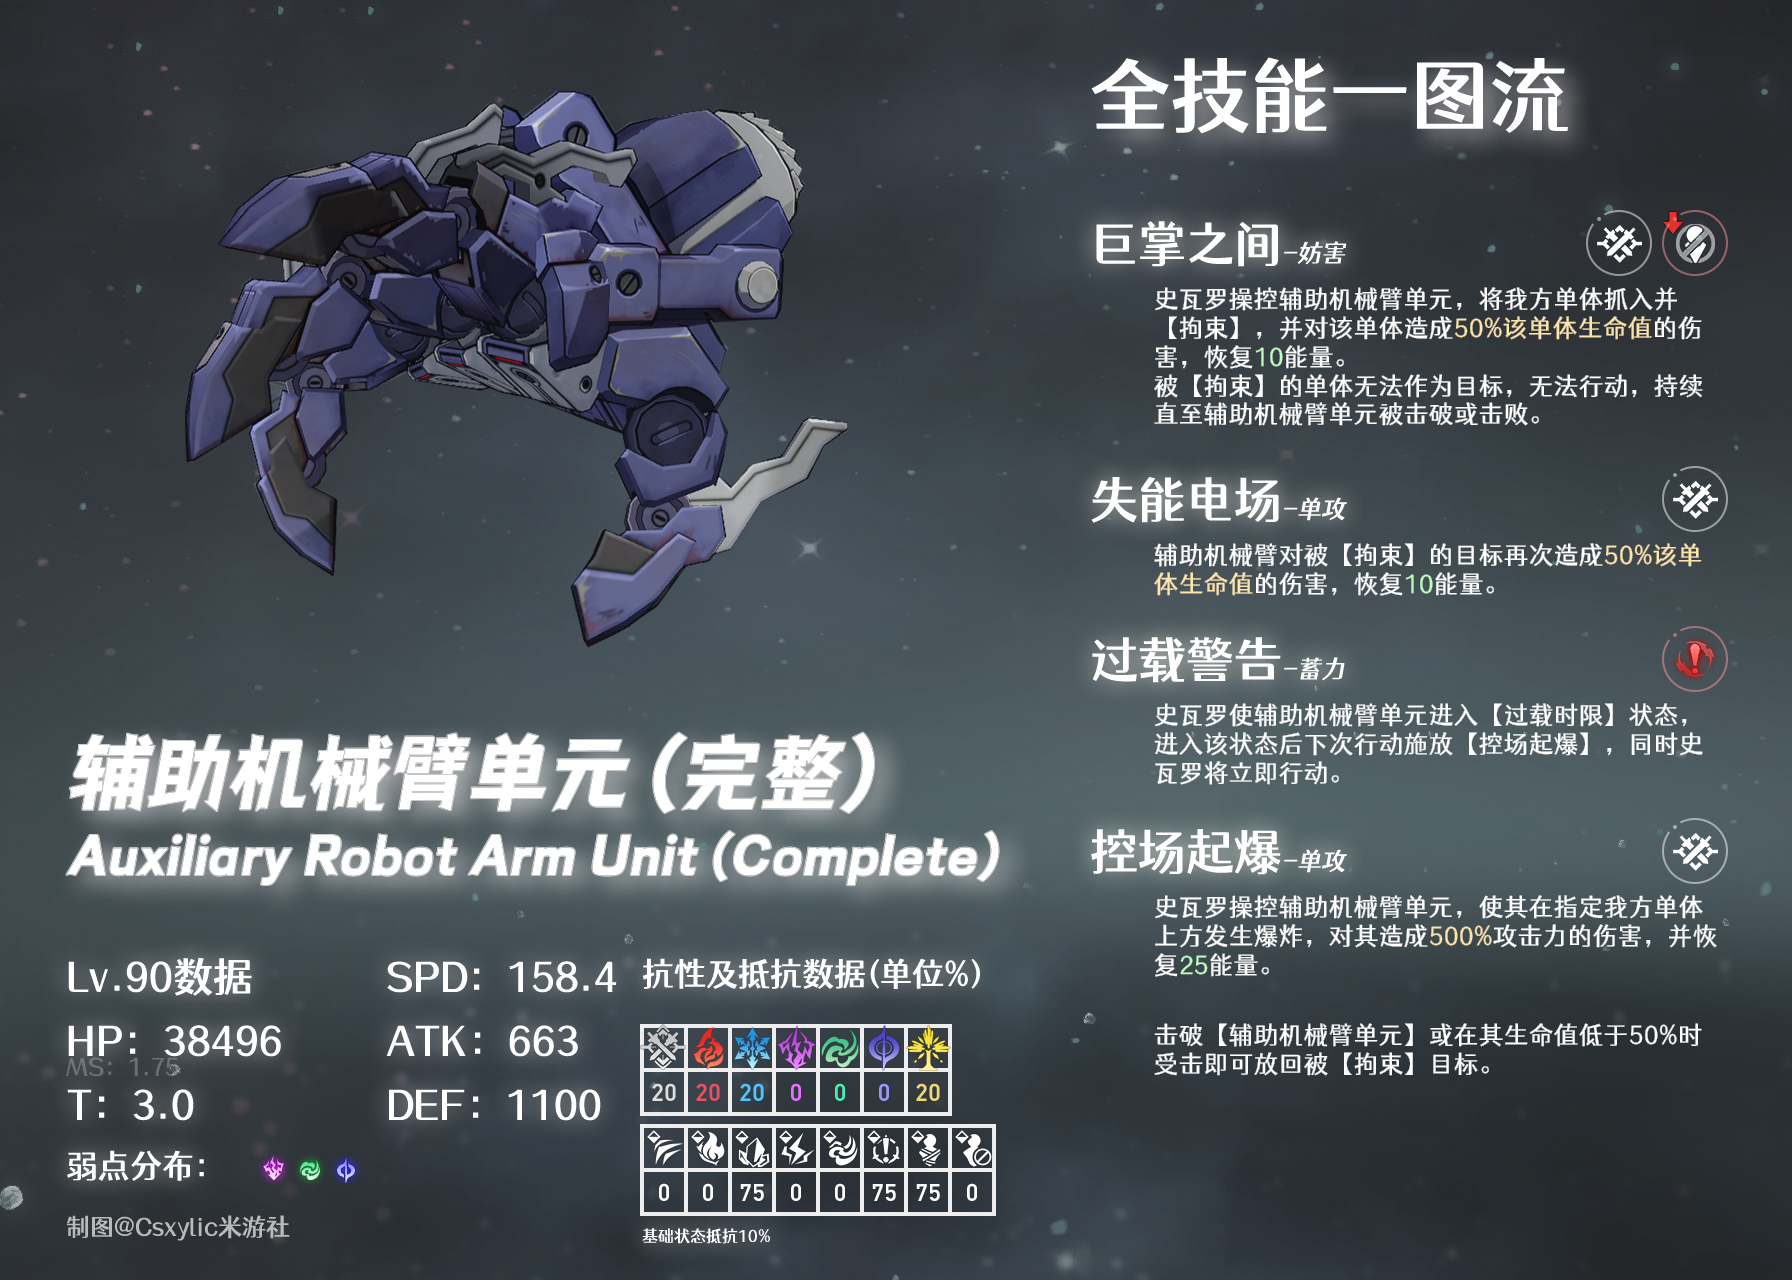 全技能一图流
巨掌之间-妨害
史瓦罗操控辅助机械臂单元，将我方单体抓入并
【拘束】，并对该单体造成50%该单体生命值的伤
害，恢复10能量。
被【拘束】的单体无法作为目标，无法行动，持续
直至辅助机械臂单元被击破或击败。
失能电场-单攻
辅助机械臂对被【拘束】的目标再次造成50%该单
体生命值的伤害，恢复10能量。
过载警告-蓄力
史瓦罗使辅助机械臂单元进入【过载时限】状态，
进入该状态后下次行动施放【控场起爆】，同时史
瓦罗将立即行动。
控场起爆-单攻
史瓦罗操控辅助机械臂单元，使其在指定我方单体
上方发生爆炸，对其造成500%攻击力的伤害，并恢
复25能量。
击破【辅助机械臂单元】或在其生命值低于50%时
受击即可放回被【拘束】目标。
辅助机械臂单元（完整）
Auxiliary Robot Arm Unit (Complete)
Lv.90数据
SPD：158.4
HP：38496
ATK：663
MS：1.75
T：3.0
DEF：1100
弱点分布：
抗性及抵抗数据(单位%)
20 20 20 0 0 0 20
0 0 75 0 0 75 75 0
基础状态抵抗10%
制图@Csxylic米游社